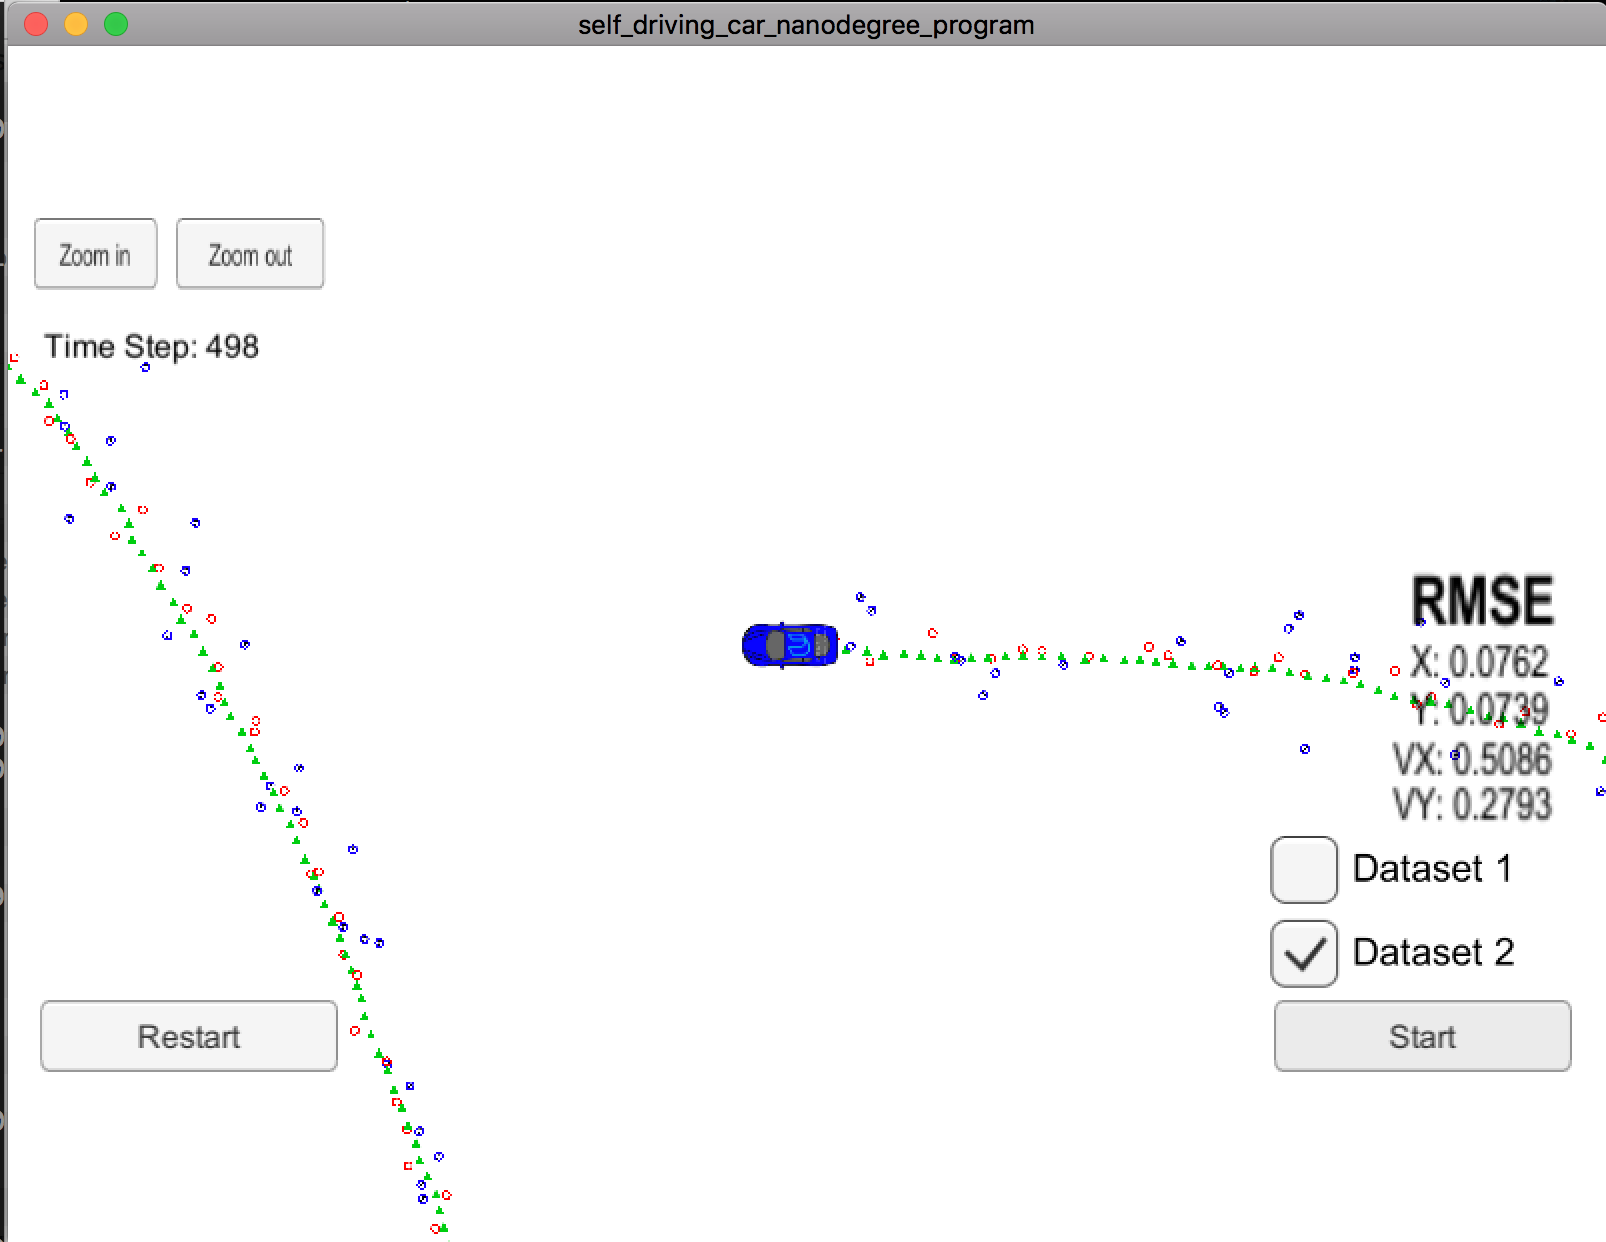 self_driving_car_nanodegree_program
Zoom in
Zoom out
Time Step: 498
RMSE
X: 0.0762
Y: 0.0739
VX: 0.5086
VY: 0.2793
Dataset 1
Dataset 2
Restart
Start